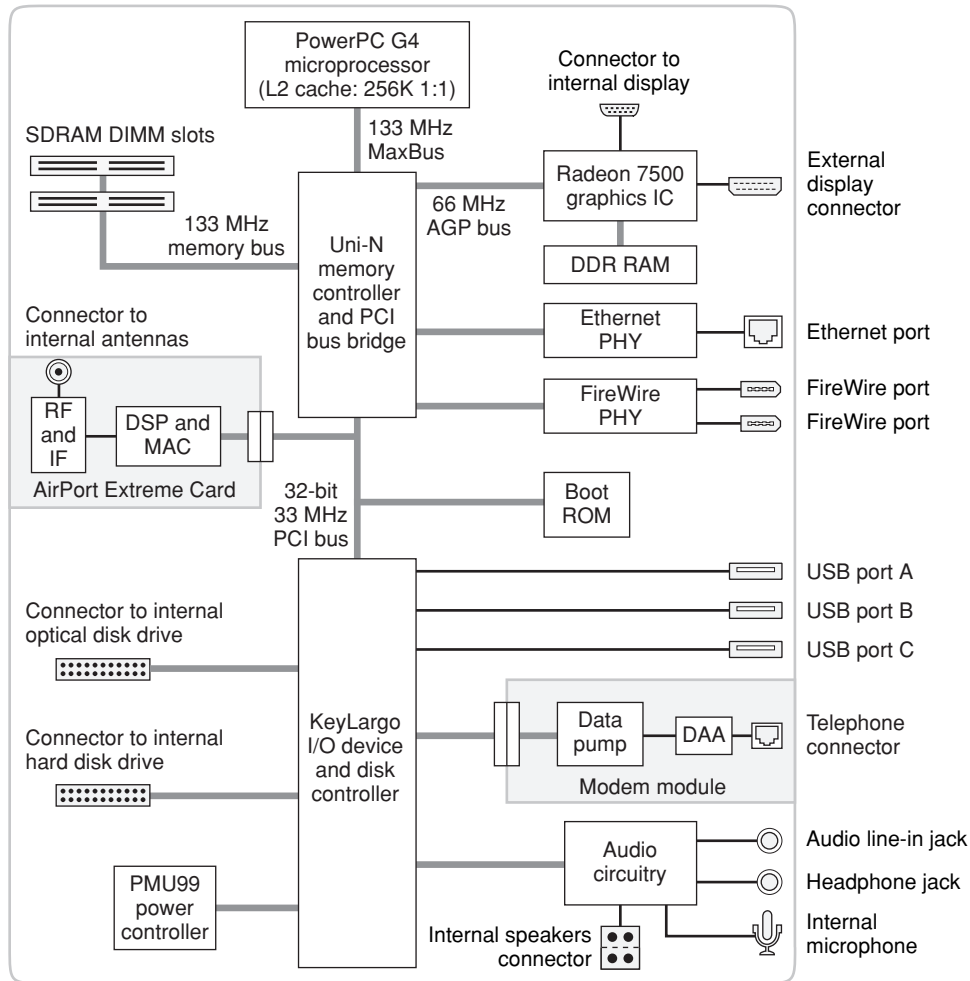 PowerPC G4
microprocessor
(L2 cache: 256K 1:1)
Connector to
internal display
SDRAM DIMM slots
133 MHz
MaxBus
Radeon 7500
graphics IC
External
display
connector
66 MHz
AGP bus
133 MHz
memory bus
Uni-N
memory
controller
and PCI
bus bridge
DDR RAM
Connector to
internal antennas
Ethernet
PHY
Ethernet port
FireWire
PHY
FireWire port
FireWire port
RF
and
IF
DSP and
MAC
AirPort Extreme Card
32-bit
33 MHz
PCI bus
Boot
ROM
USB port A
USB port B
USB port C
Connector to internal
optical disk drive
KeyLargo
I/O device
and disk
controller
Data
pump
DAA
Telephone
connector
Modem module
Connector to internal
hard disk drive
Audio
circuitry
Audio line-in jack
Headphone jack
Internal
microphone
PMU99
power
controller
Internal speakers
connector